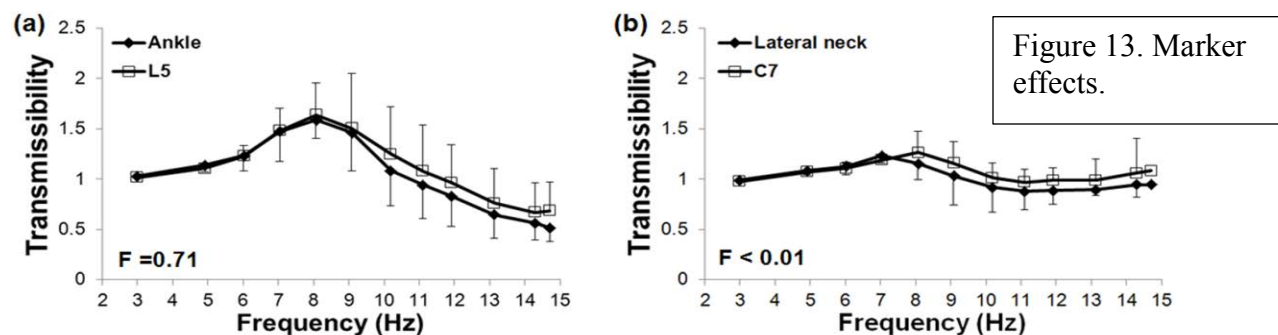 (a)
Transmissibility
2.5
2
1.5
1
0.5
0
Ankle
L5
F =0.71
2 3 4 5 6 7 8 9 10 11 12 13 14 15
Frequency (Hz)
(b)
Transmissibility
2.5
2
1.5
1
0.5
0
Lateral neck
C7
F < 0.01
2 3 4 5 6 7 8 9 10 11 12 13 14 15
Frequency (Hz)
Figure 13. Marker
effects.